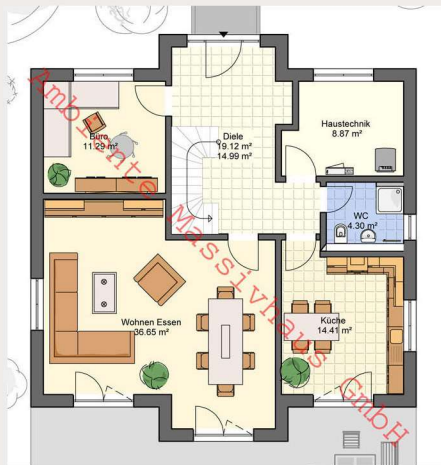 Büro
11.29 m²
Diele
19.12 m²
14.99 m²
Haustechnik
8.87 m²
WC
4.30 m²
Wohnen Essen
36.65 m²
Küche
14.41 m²
Ambiente Massivhaus GmbH